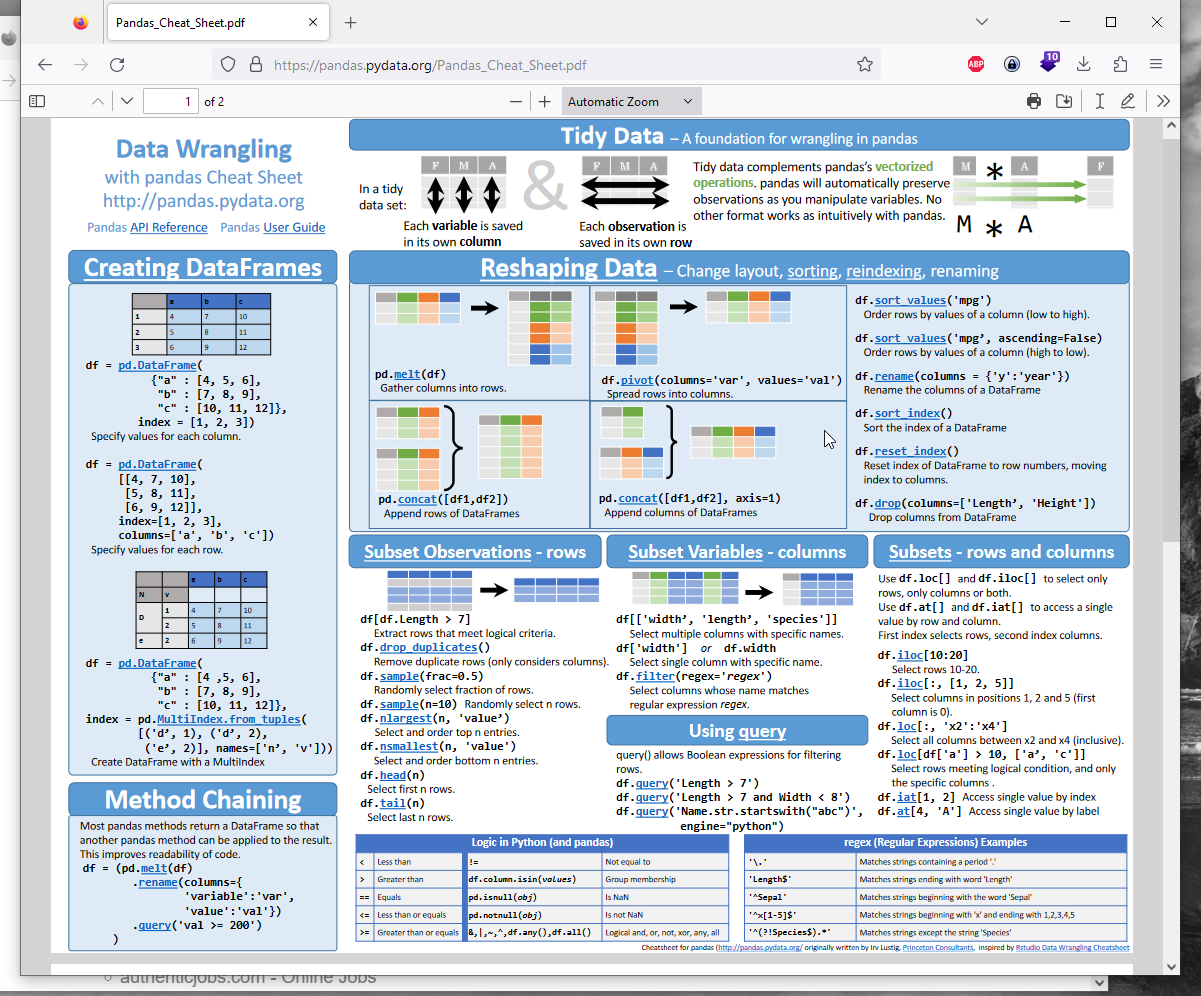 Pandas_Cheat_Sheet.pdf
https://pandas.pydata.org/Pandas_Cheat_Sheet.pdf
ABP
10
1 of 2
Automatic Zoom
Data Wrangling
with pandas Cheat Sheet
http://pandas.pydata.org
Pandas API Reference Pandas User Guide
Tidy Data – A foundation for wrangling in pandas
In a tidy
data set:
F M A
&
F M A
Each variable is saved
in its own column
Each observation is
saved in its own row
Tidy data complements pandas's vectorized
operations. pandas will automatically preserve
observations as you manipulate variables. No
other format works as intuitively with pandas.
M * A F
M * A
Creating DataFrames
a b c
1 4 7 10
2 5 8 11
3 6 9 12
df = pd.DataFrame(
{"a" : [4, 5, 6],
"b" : [7, 8, 9],
"c" : [10, 11, 12]},
index = [1, 2, 3])
Specify values for each column.
df = pd.DataFrame(
[[4, 7, 10],
[5, 8, 11],
[6, 9, 12]],
index=[1, 2, 3],
columns=['a', 'b', 'c'])
Specify values for each row.
a b c
N v
D 1 4 7 10
2 5 8 11
e 2 6 9 12
df = pd.DataFrame(
{"a" : [4 ,5, 6],
"b" : [7, 8, 9],
"c" : [10, 11, 12]},
index = pd.MultiIndex.from_tuples(
[('d’, 1), ('d’, 2),
('e’, 2)], names=['n’, 'v']))
Create DataFrame with a MultiIndex
Method Chaining
Most pandas methods return a DataFrame so that
another pandas method can be applied to the result.
This improves readability of code.
df = (pd.melt(df)
.rename(columns={
'variable':'var',
'value':'val'})
.query('val >= 200')
)
Reshaping Data – Change layout, sorting, reindexing, renaming
pd.melt(df)
Gather columns into rows.
df.pivot(columns='var', values='val')
Spread rows into columns.
pd.concat([df1,df2])
Append rows of DataFrames
pd.concat([df1,df2], axis=1)
Append columns of DataFrames
df.sort_values('mpg')
Order rows by values of a column (low to high).
df.sort_values('mpg’, ascending=False)
Order rows by values of a column (high to low).
df.rename(columns = {'y':'year'})
Rename the columns of a DataFrame
df.sort_index()
Sort the index of a DataFrame
df.reset_index()
Reset index of DataFrame to row numbers, moving
index to columns.
df.drop(columns=['Length’, 'Height'])
Drop columns from DataFrame
Subset Observations - rows
df[df.Length > 7]
Extract rows that meet logical criteria.
df.drop_duplicates()
Remove duplicate rows (only considers columns).
df.sample(frac=0.5)
Randomly select fraction of rows.
df.sample(n=10) Randomly select n rows.
df.nlargest(n, 'value’)
Select and order top n entries.
df.nsmallest(n, 'value')
Select and order bottom n entries.
df.head(n)
Select first n rows.
df.tail(n)
Select last n rows.
Subset Variables - columns
df[['width’, 'length’, 'species']]
Select multiple columns with specific names.
df['width'] or df.width
Select single column with specific name.
df.filter(regex='regex')
Select columns whose name matches
regular expression regex.
Using query
query() allows Boolean expressions for filtering
rows.
df.query('Length > 7')
df.query('Length > 7 and Width < 8')
df.query('Name.str.startswith("abc")',
engine="python")
Subsets - rows and columns
Use df.loc[] and df.iloc[] to select only
rows, only columns or both.
Use df.at[] and df.iat[] to access a single
value by row and column.
First index selects rows, second index columns.
df.iloc[10:20]
Select rows 10-20.
df.iloc[:, [1, 2, 5]]
Select columns in positions 1, 2 and 5 (first
column is 0).
df.loc[:, 'x2':'x4']
Select all columns between x2 and x4 (inclusive).
df.loc[df['a'] > 10, ['a’, 'c']]
Select rows meeting logical condition, and only
the specific columns .
df.iat[1, 2] Access single value by index
df.at[4, 'A'] Access single value by label
Logic in Python (and pandas)
< Less than != Not equal to
> Greater than df.column.isin(values) Group membership
== Equals pd.isnull(obj) Is NaN
<= Less than or equals pd.notnull(obj) Is not NaN
>= Greater than or equals &,|,~,^,df.any(),df.all() Logical and, or, not, xor, any, all
regex (Regular Expressions) Examples
'\.' Matches strings containing a period '.'
'Length$' Matches strings ending with word 'Length'
'^Sepal' Matches strings beginning with the word 'Sepal'
'^x[1-5]$' Matches strings beginning with 'x' and ending with 1,2,3,4,5
'^(?!Species$).*' Matches strings except the string 'Species'
Cheatsheet for pandas (http://pandas.pydata.org/ originally written by Irv Lustig, Princeton Consultants, inspired by Rstudio Data Wrangling Cheatsheet
authenticjobs.com - Online Jobs